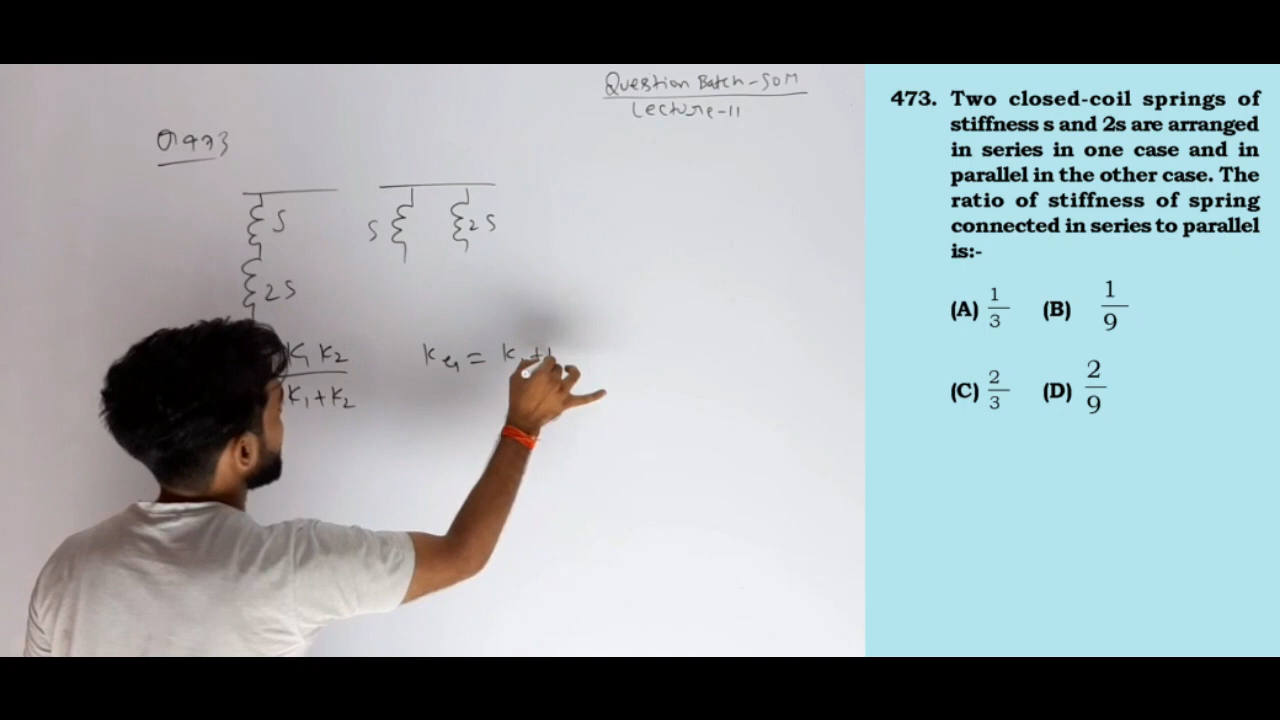 Question Batch-SOM
Lecture-11
Q473
S
2S
S
2S
K1 K2
K1+K2
Keq = K1+
473. Two closed-coil springs of
stiffness s and 2s are arranged
in series in one case and in
parallel in the other case. The
ratio of stiffness of spring
connected in series to parallel
is:-
(A) 1/3 (B) 1/9
(C) 2/3 (D) 2/9